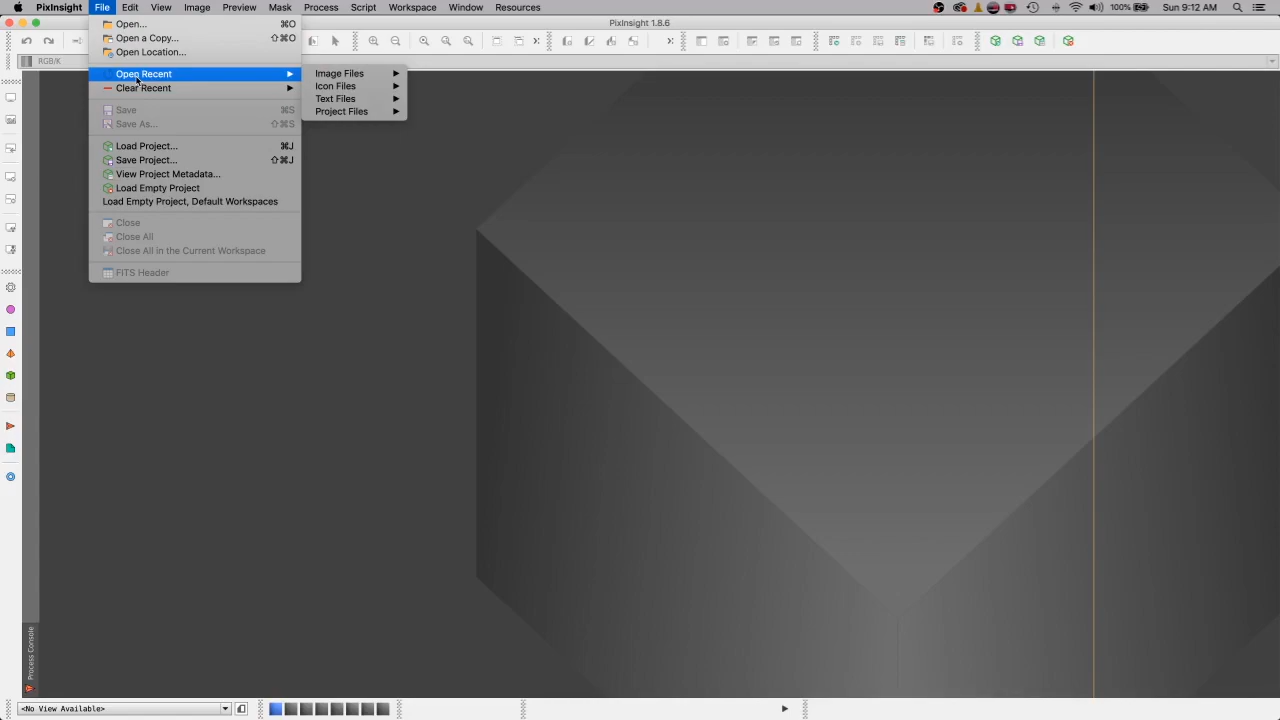 PixInsight File Edit View Image Preview Mask Process Script Workspace Window Resources 100% Sun 9:12 AM
PixInsight 1.8.6
RGB/K
Open... ⌘O
Open a Copy... ⇧⌘O
Open Location...
Open Recent
Clear Recent
Save ⌘S
Save As... ⇧⌘S
Load Project... ⌘J
Save Project... ⇧⌘J
View Project Metadata...
Load Empty Project
Load Empty Project, Default Workspaces
Close
Close All
Close All in the Current Workspace
FITS Header
Image Files
Icon Files
Text Files
Project Files
Process Console
<No View Available>